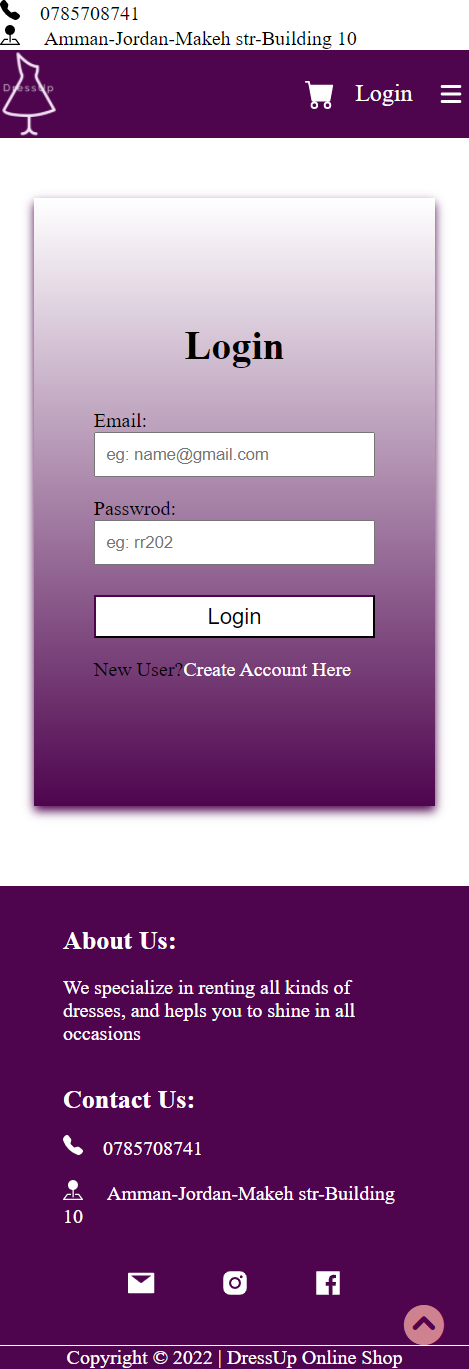 0785708741
Amman-Jordan-Makeh str-Building 10
DressUp
Login
Login
Email:
eg: name@gmail.com
Passwrod:
eg: rr202
Login
New User?Create Account Here
About Us:
We specialize in renting all kinds of
dresses, and hepls you to shine in all
occasions
Contact Us:
0785708741
Amman-Jordan-Makeh str-Building
10
Copyright © 2022 | DressUp Online Shop